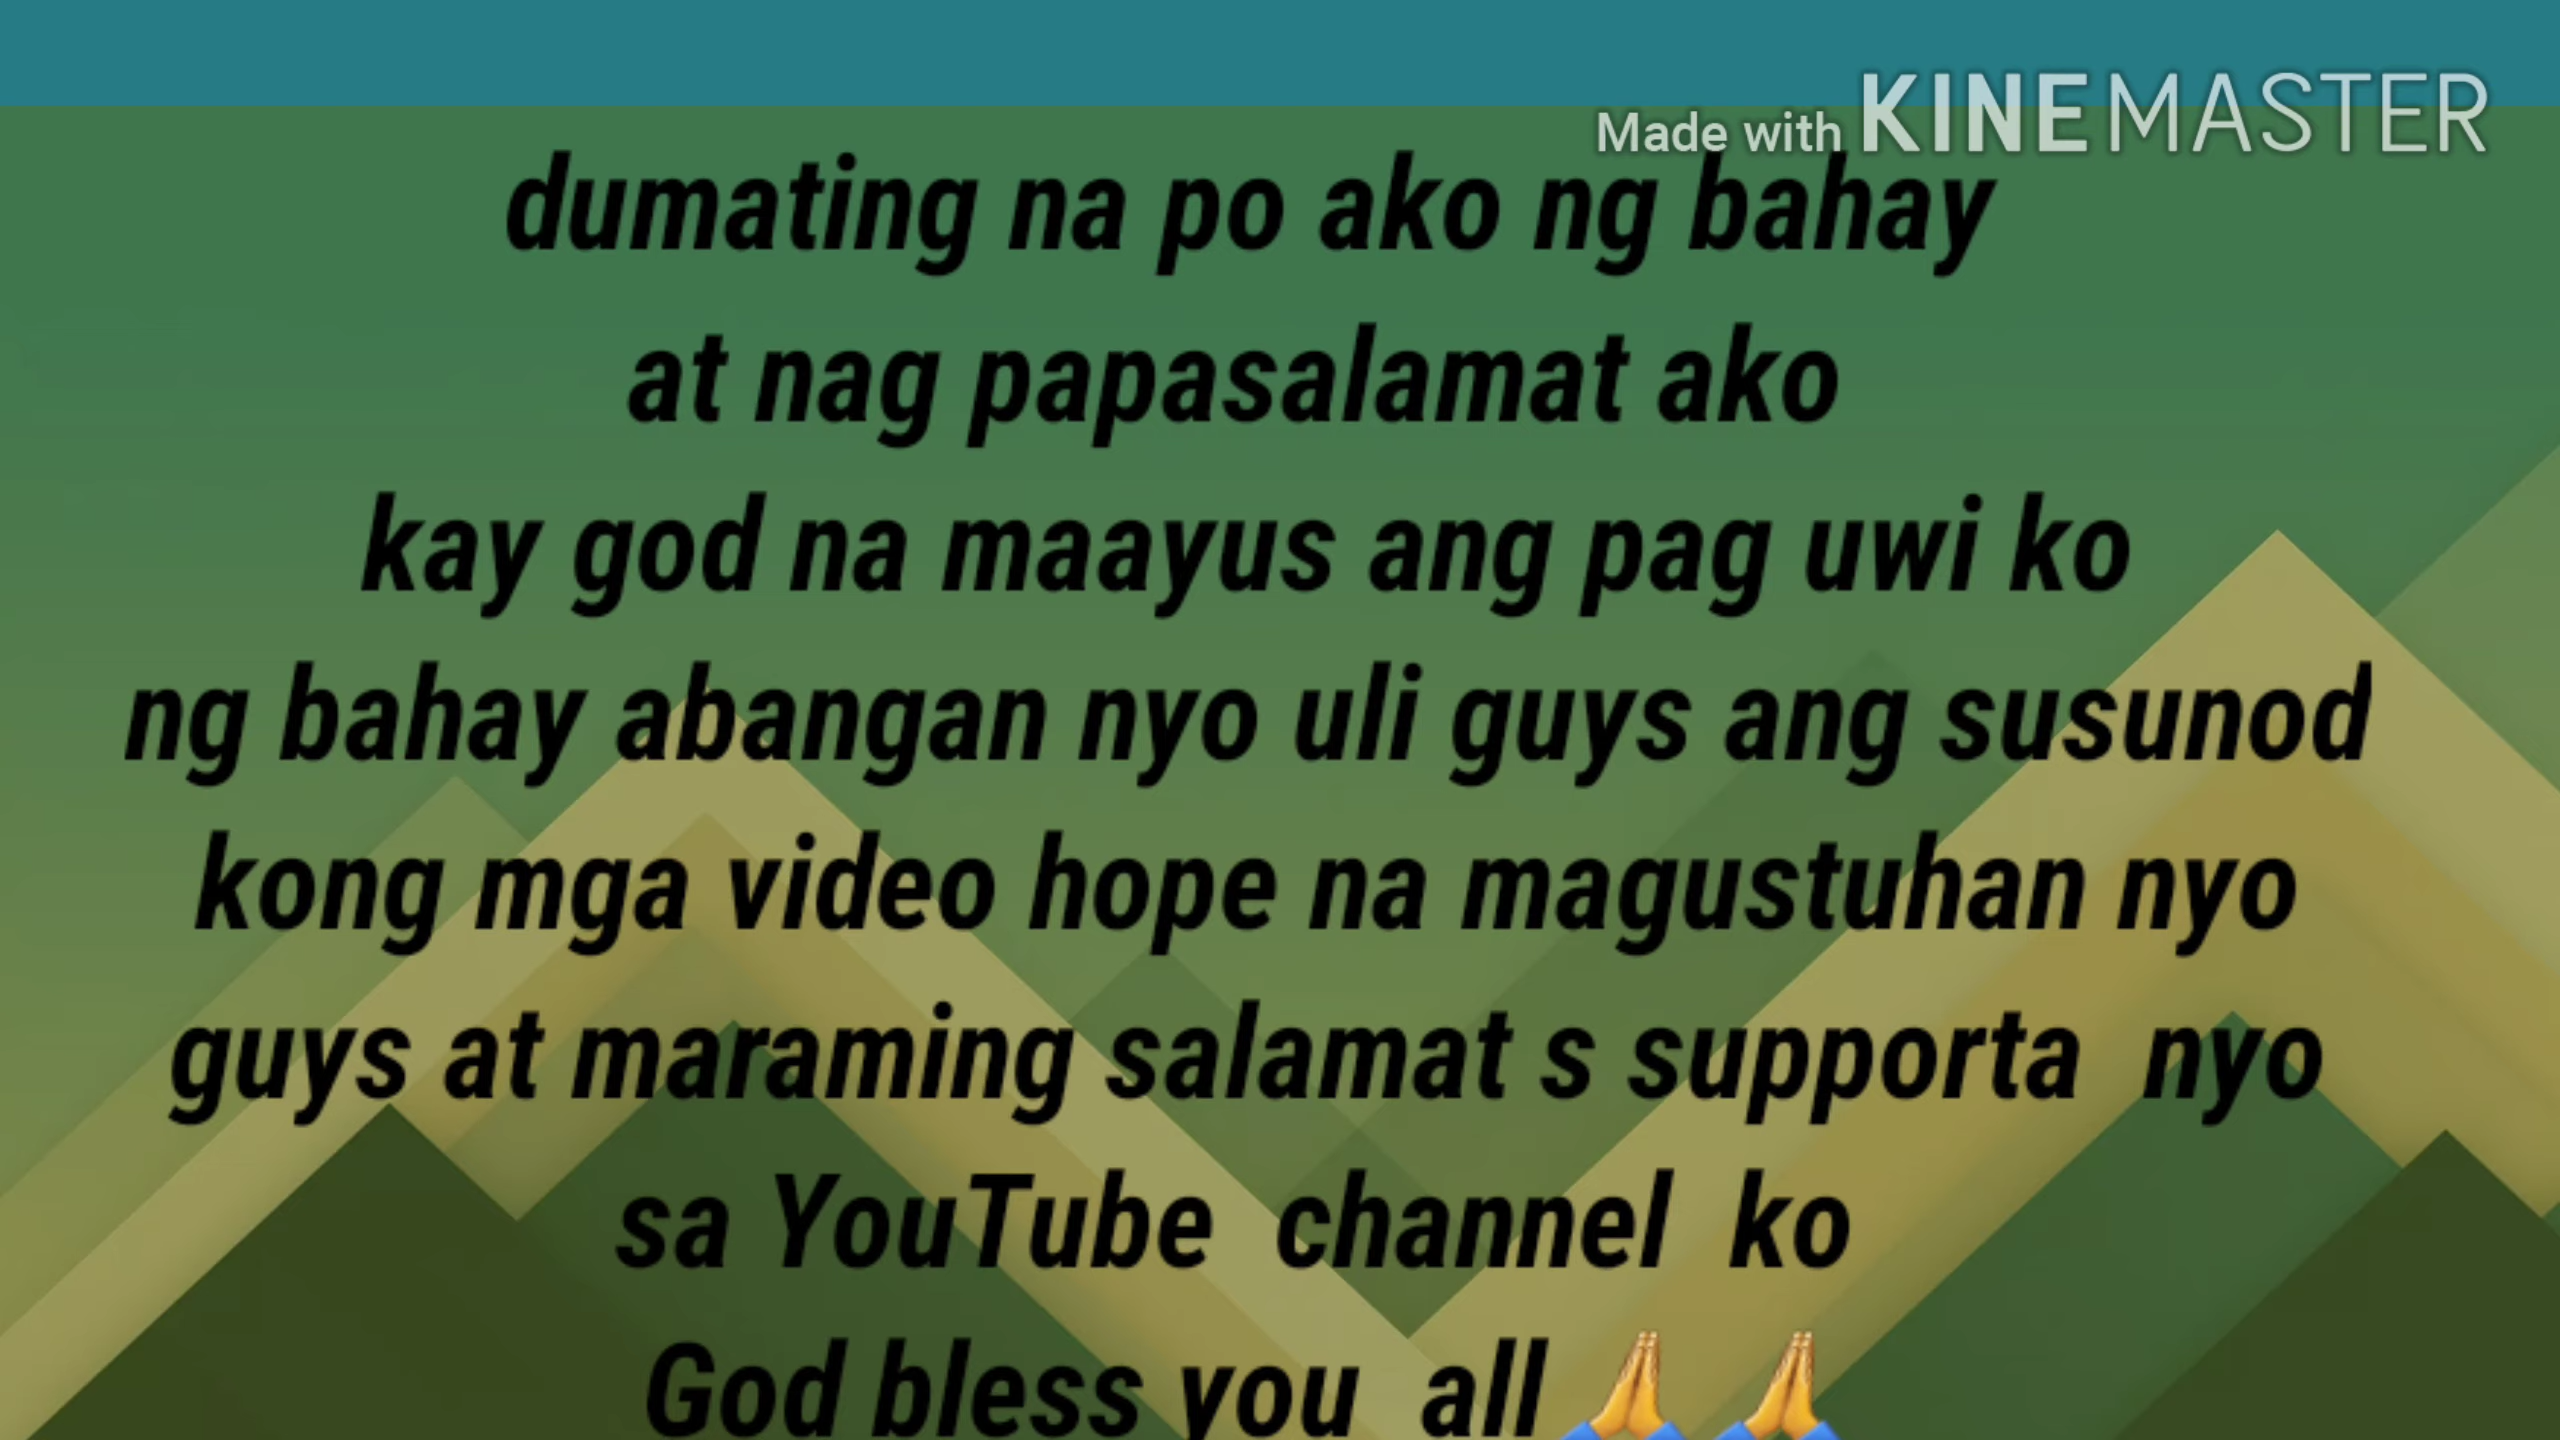 Made with KINEMASTER
dumating na po ako ng bahay
at nag papasalamat ako
kay god na maayus ang pag uwi ko
ng bahay abangan nyo uli guys ang susunod
kong mga video hope na magustuhan nyo
guys at maraming salamat s supporta nyo
sa YouTube channel ko
God bless you all🙏🙏